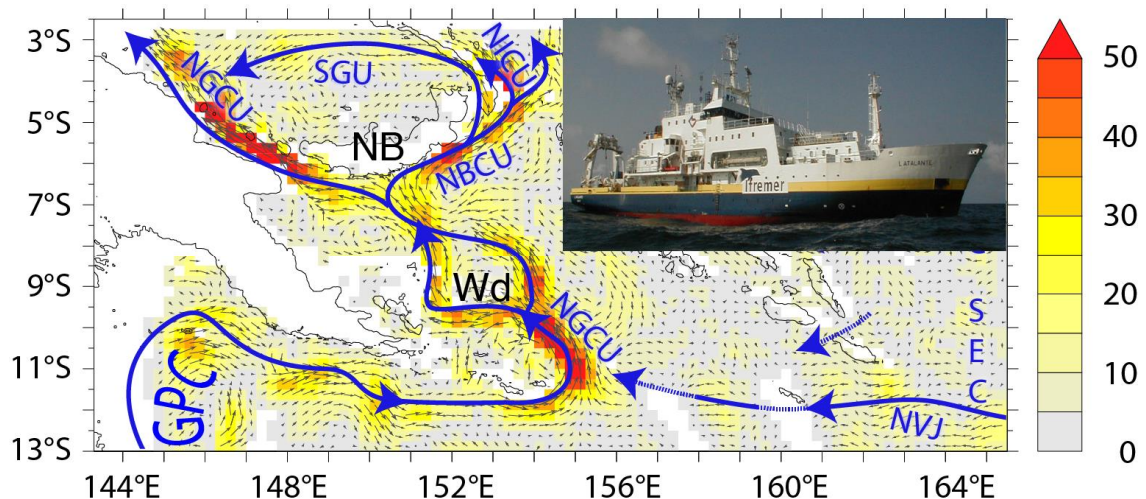 3°S
5°S
7°S
9°S
11°S
13°S
144°E
148°E
152°E
156°E
160°E
164°E
NGCU
SGU
NICU
NB
NBCU
Wd
NGCU
GPC
S
E
C
NVJ
L'ATALANTE
Ifremer
50
40
30
20
10
0